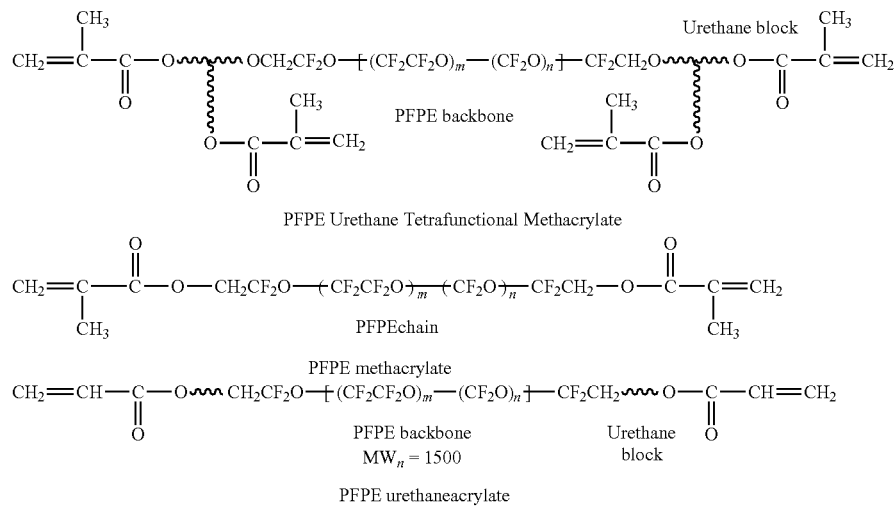 CH3 Urethane block CH3
CH2=C—C—O OCH2CF2O—[(CF2CF2O)m—(CF2O)n]—CF2CH2O O—C—C=CH2
O CH3 PFPE backbone CH3 O
O—C—C=CH2 CH2=C—C—O
O O
PFPE Urethane Tetrafunctional Methacrylate
O O
CH2=C—C—O—CH2CF2O—(CF2CF2O)m—(CF2O)n—CF2CH2—O—C—C=CH2
CH3 PFPEchain CH3
PFPE methacrylate
CH2=CH—C—O CH2CF2O—[(CF2CF2O)m—(CF2O)n]—CF2CH2 O—C—CH=CH2
O PFPE backbone Urethane O
MWn = 1500 block
PFPE urethaneacrylate